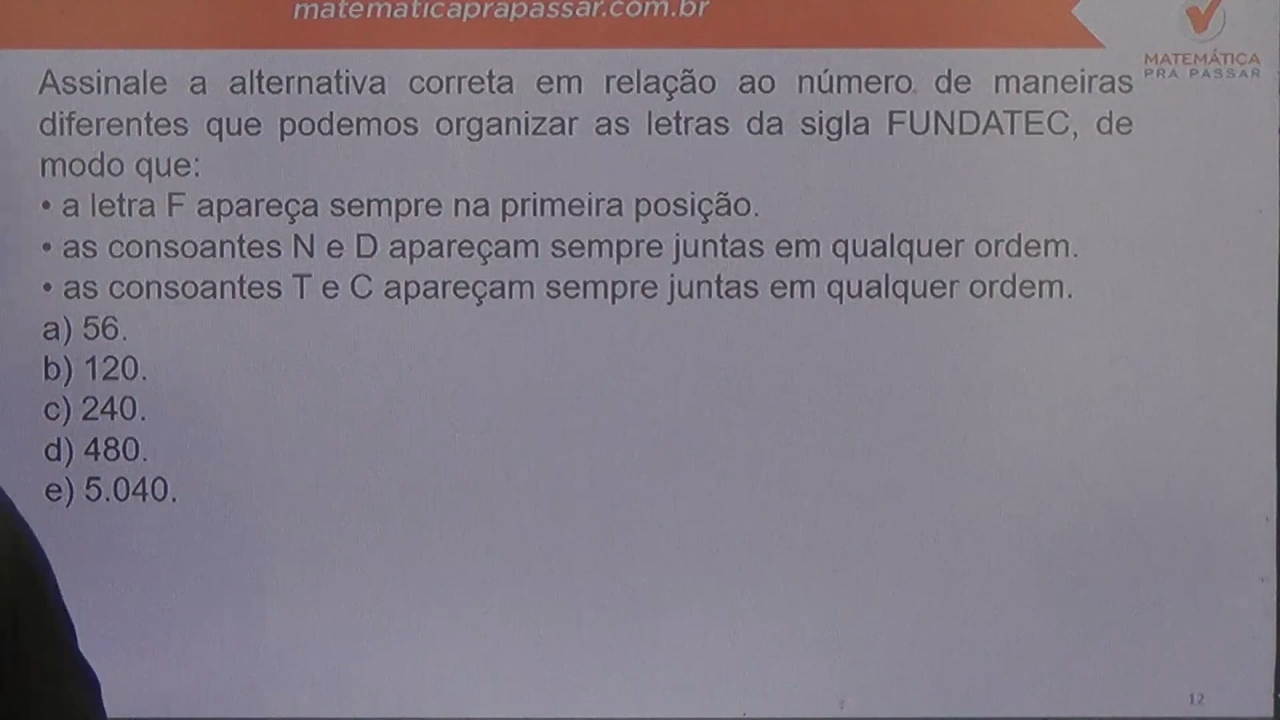 matematicaprapassar.com.br
MATEMÁTICA
PRA PASSAR
Assinale a alternativa correta em relação ao número de maneiras
diferentes que podemos organizar as letras da sigla FUNDATEC, de
modo que:
• a letra F apareça sempre na primeira posição.
• as consoantes N e D apareçam sempre juntas em qualquer ordem.
• as consoantes T e C apareçam sempre juntas em qualquer ordem.
a) 56.
b) 120.
c) 240.
d) 480.
e) 5.040.
12